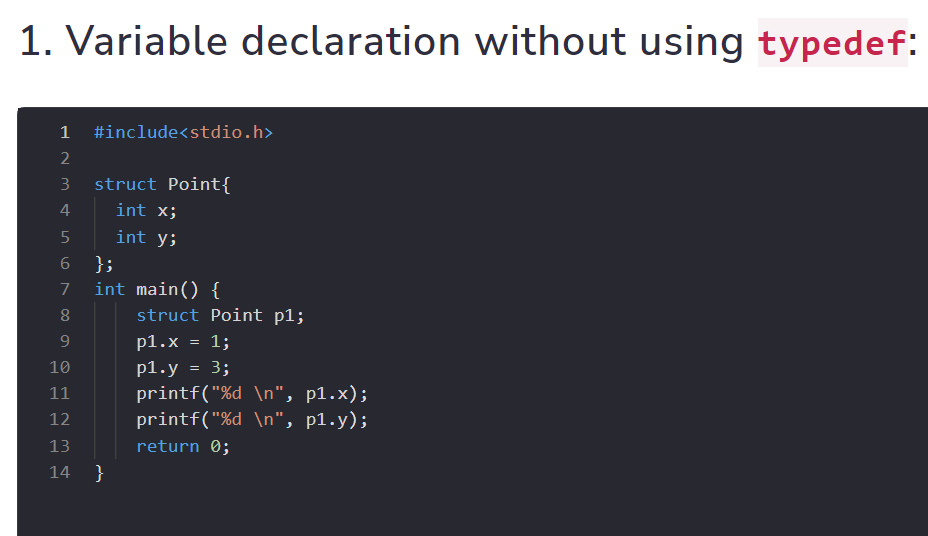 1. Variable declaration without using typedef:
1 #include<stdio.h>
2
3 struct Point{
4 int x;
5 int y;
6 };
7 int main() {
8 struct Point p1;
9 p1.x = 1;
10 p1.y = 3;
11 printf("%d \n", p1.x);
12 printf("%d \n", p1.y);
13 return 0;
14 }